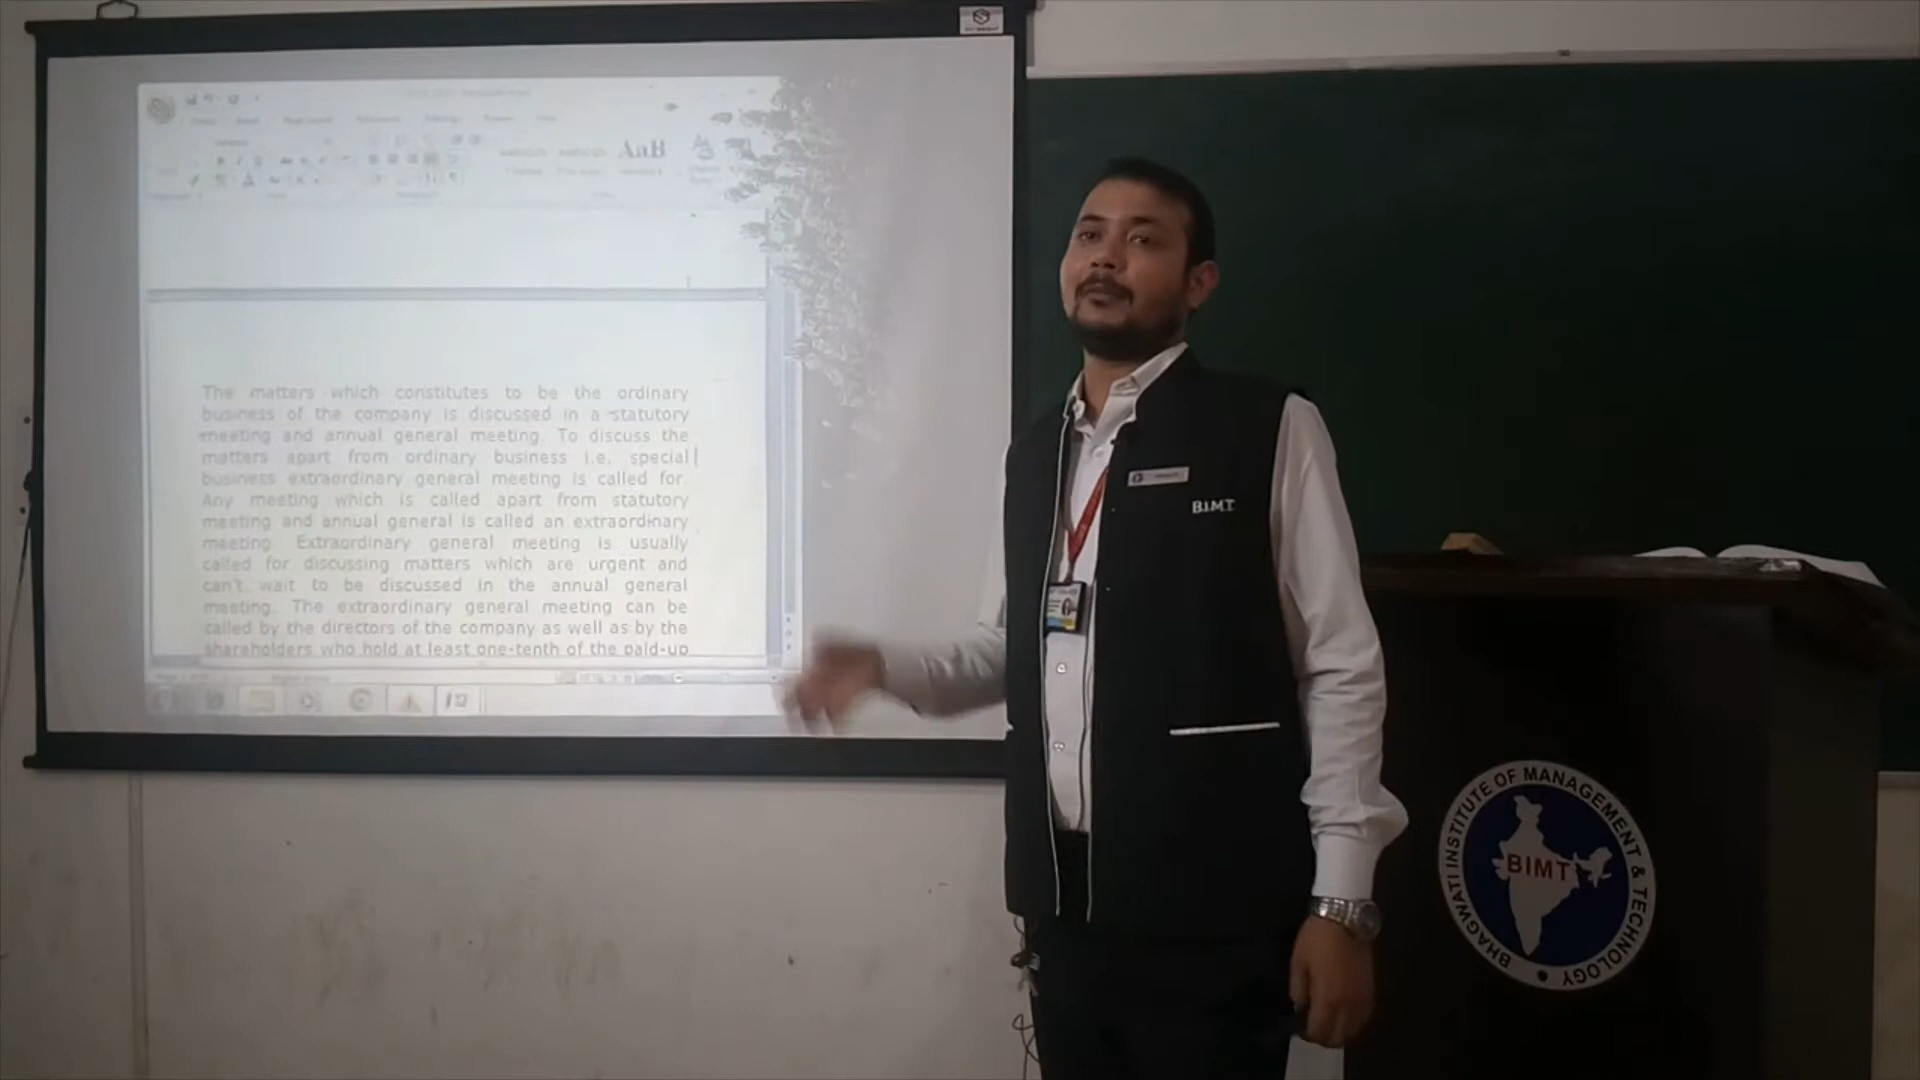 AaB
The matters which constitutes to be the ordinary
business of the company is discussed in a statutory
meeting and annual general meeting. To discuss the
matters apart from ordinary business i.e. special
business extraordinary general meeting is called for.
Any meeting which is called apart from statutory
meeting and annual general is called an extraordinary
meeting. Extraordinary general meeting is usually
called for discussing matters which are urgent and
can't wait to be discussed in the annual general
meeting. The extraordinary general meeting can be
called by the directors of the company as well as by the
shareholders who hold at least one-tenth of the paid-up
B.I.M.T
BHAGWATI INSTITUTE OF MANAGEMENT & TECHNOLOGY
BIMT